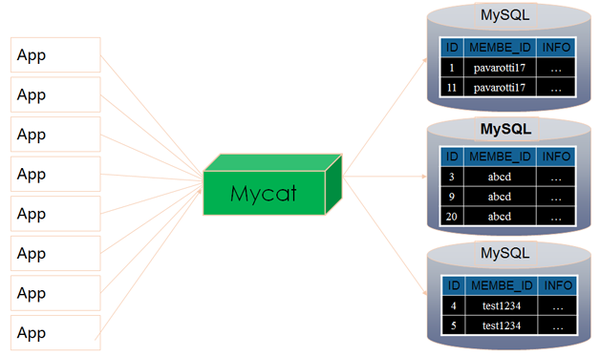 App
App
App
App
App
App
App
App
Mycat
MySQL
ID MEMBE_ID INFO
1 pavarotti17 ...
11 pavarotti17 ...
MySQL
ID MEMBE_ID INFO
3 abcd ...
9 abcd ...
20 abcd ...
MySQL
ID MEMBE_ID INFO
4 test1234 ...
5 test1234 ...